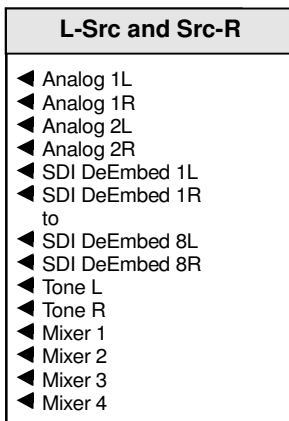 L-Src and Src-R
◀ Analog 1L
◀ Analog 1R
◀ Analog 2L
◀ Analog 2R
◀ SDI DeEmbed 1L
◀ SDI DeEmbed 1R
to
◀ SDI DeEmbed 8L
◀ SDI DeEmbed 8R
◀ Tone L
◀ Tone R
◀ Mixer 1
◀ Mixer 2
◀ Mixer 3
◀ Mixer 4